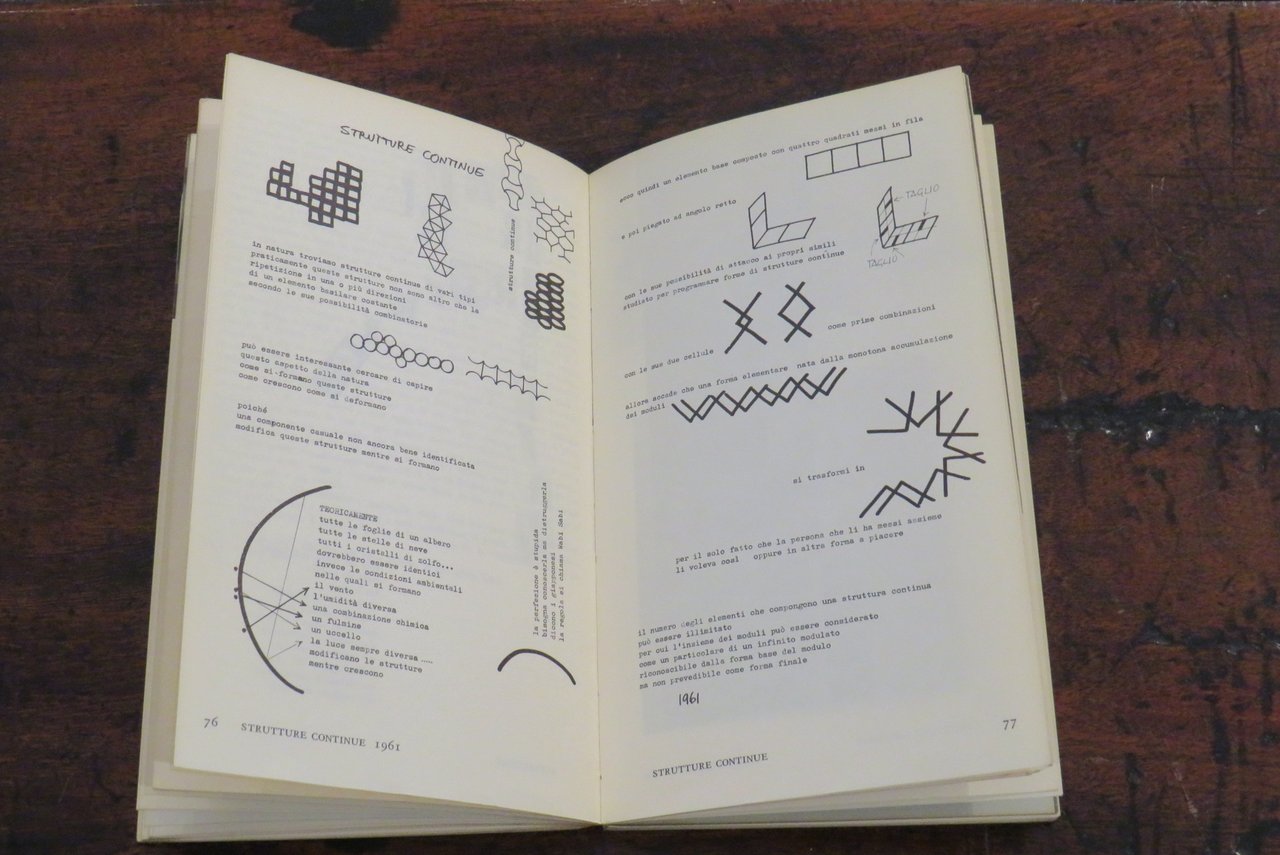 STRUTTURE CONTINUE
strutture continue
in natura troviamo strutture continue di vari tipi
praticamente queste strutture non sono altro che la
ripetizione in una o più direzioni
di un elemento basilare costante
secondo le sue possibilità combinatorie
può essere interessante cercare di capire
questo aspetto della natura
come si formano queste strutture
come crescono come si deformano
poiché
una componente casuale non ancora bene identificata
modifica queste strutture mentre si formano
TEORICAMENTE
tutte le foglie di un albero
tutte le stelle di neve
tutti i cristalli di zolfo...
dovrebbero essere identici
invece le condizioni ambientali
nelle quali si formano
il vento
l'umidità diversa
una combinazione chimica
un fulmine
un uccello
la luce sempre diversa .....
modificano le strutture
mentre crescono
la perfezione è stupida
bisogna conoscerla ma distruggerla
dicono i giapponesi
la regola si chiama Wabi Sabi
76 STRUTTURE CONTINUE 1961
ecco quindi un elemento base composto con quattro quadrati messi in fila
e poi piegato ad angolo retto
TAGLIO
TAGLIO
con le sue possibilità di attacco ai propri simili
studiato per programmare forme di strutture continue
con le sue due cellule
come prime combinazioni
allora accade che una forma elementare nata dalla monotona accumulazione
dei moduli
si trasformi in
per il solo fatto che la persona che li ha messi assieme
li voleva così oppure in altra forma a piacere
il numero degli elementi che compongono una struttura continua
può essere illimitato
per cui l'insieme dei moduli può essere considerato
come un particolare di un infinito modulato
riconoscibile dalla forma base del modulo
ma non prevedibile come forma finale
1961
STRUTTURE CONTINUE
77